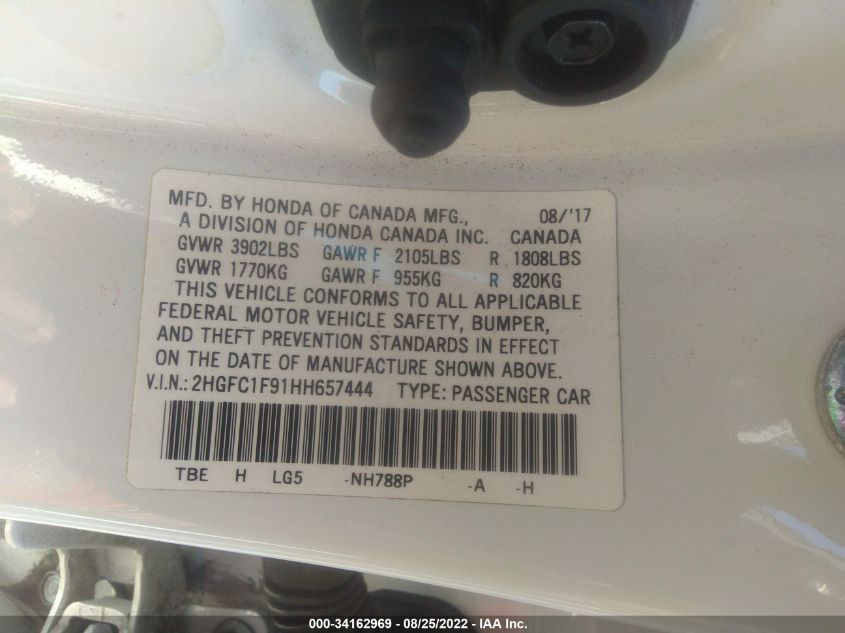 MFD. BY HONDA OF CANADA MFG., 08/'17
A DIVISION OF HONDA CANADA INC. CANADA
GVWR 3902LBS GAWR F 2105LBS R 1808LBS
GVWR 1770KG GAWR F 955KG R 820KG
THIS VEHICLE CONFORMS TO ALL APPLICABLE
FEDERAL MOTOR VEHICLE SAFETY, BUMPER,
AND THEFT PREVENTION STANDARDS IN EFFECT
ON THE DATE OF MANUFACTURE SHOWN ABOVE.
V.I.N.: 2HGFC1F91HH657444 TYPE: PASSENGER CAR
TBE H LG5 -NH788P -A -H
000-34162969 - 08/25/2022 - IAA Inc.